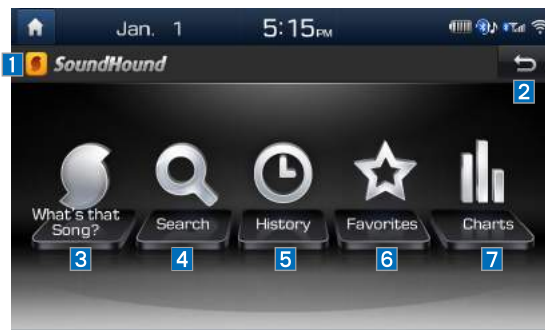 Jan. 1 5:15PM
1 SoundHound
2
What's that
Song?
Search
History
Favorites
Charts
3 4 5 6 7